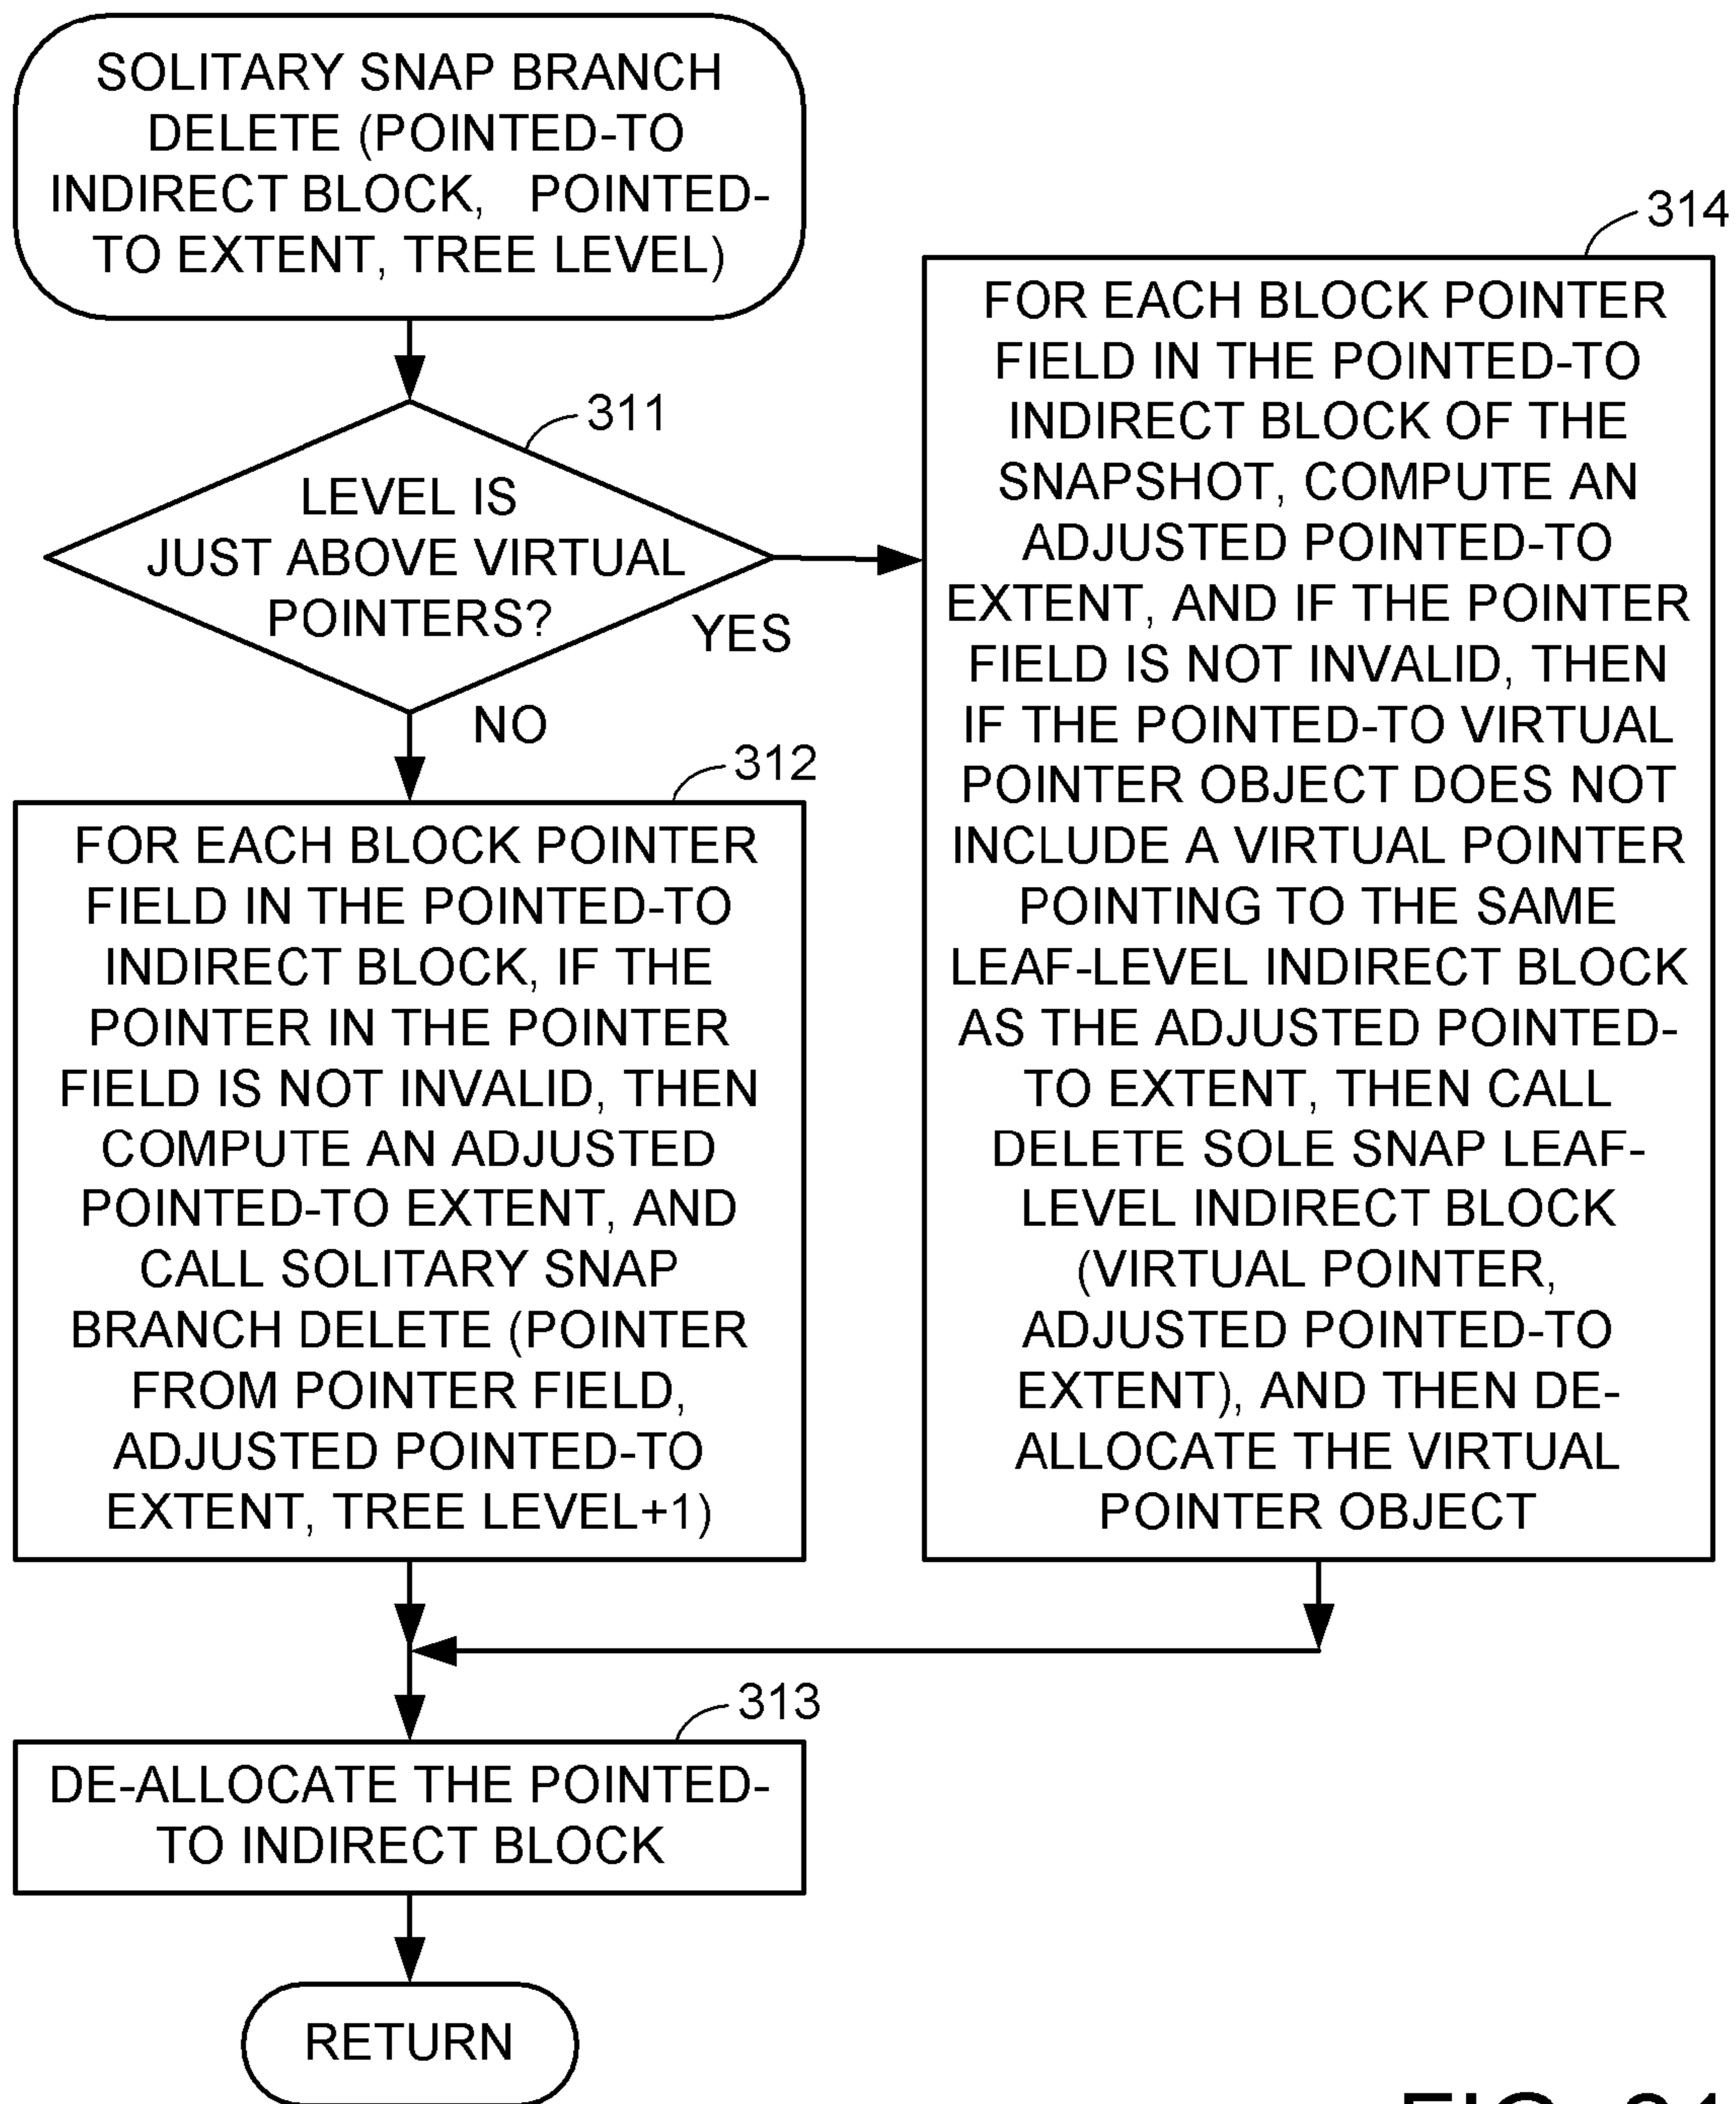 SOLITARY SNAP BRANCH
DELETE (POINTED-TO
INDIRECT BLOCK, POINTED-
TO EXTENT, TREE LEVEL)
311
LEVEL IS
JUST ABOVE VIRTUAL
POINTERS?
YES
NO
312
FOR EACH BLOCK POINTER
FIELD IN THE POINTED-TO
INDIRECT BLOCK, IF THE
POINTER IN THE POINTER
FIELD IS NOT INVALID, THEN
COMPUTE AN ADJUSTED
POINTED-TO EXTENT, AND
CALL SOLITARY SNAP
BRANCH DELETE (POINTER
FROM POINTER FIELD,
ADJUSTED POINTED-TO
EXTENT, TREE LEVEL+1)
314
FOR EACH BLOCK POINTER
FIELD IN THE POINTED-TO
INDIRECT BLOCK OF THE
SNAPSHOT, COMPUTE AN
ADJUSTED POINTED-TO
EXTENT, AND IF THE POINTER
FIELD IS NOT INVALID, THEN
IF THE POINTED-TO VIRTUAL
POINTER OBJECT DOES NOT
INCLUDE A VIRTUAL POINTER
POINTING TO THE SAME
LEAF-LEVEL INDIRECT BLOCK
AS THE ADJUSTED POINTED-
TO EXTENT, THEN CALL
DELETE SOLE SNAP LEAF-
LEVEL INDIRECT BLOCK
(VIRTUAL POINTER,
ADJUSTED POINTED-TO
EXTENT), AND THEN DE-
ALLOCATE THE VIRTUAL
POINTER OBJECT
313
DE-ALLOCATE THE POINTED-
TO INDIRECT BLOCK
RETURN